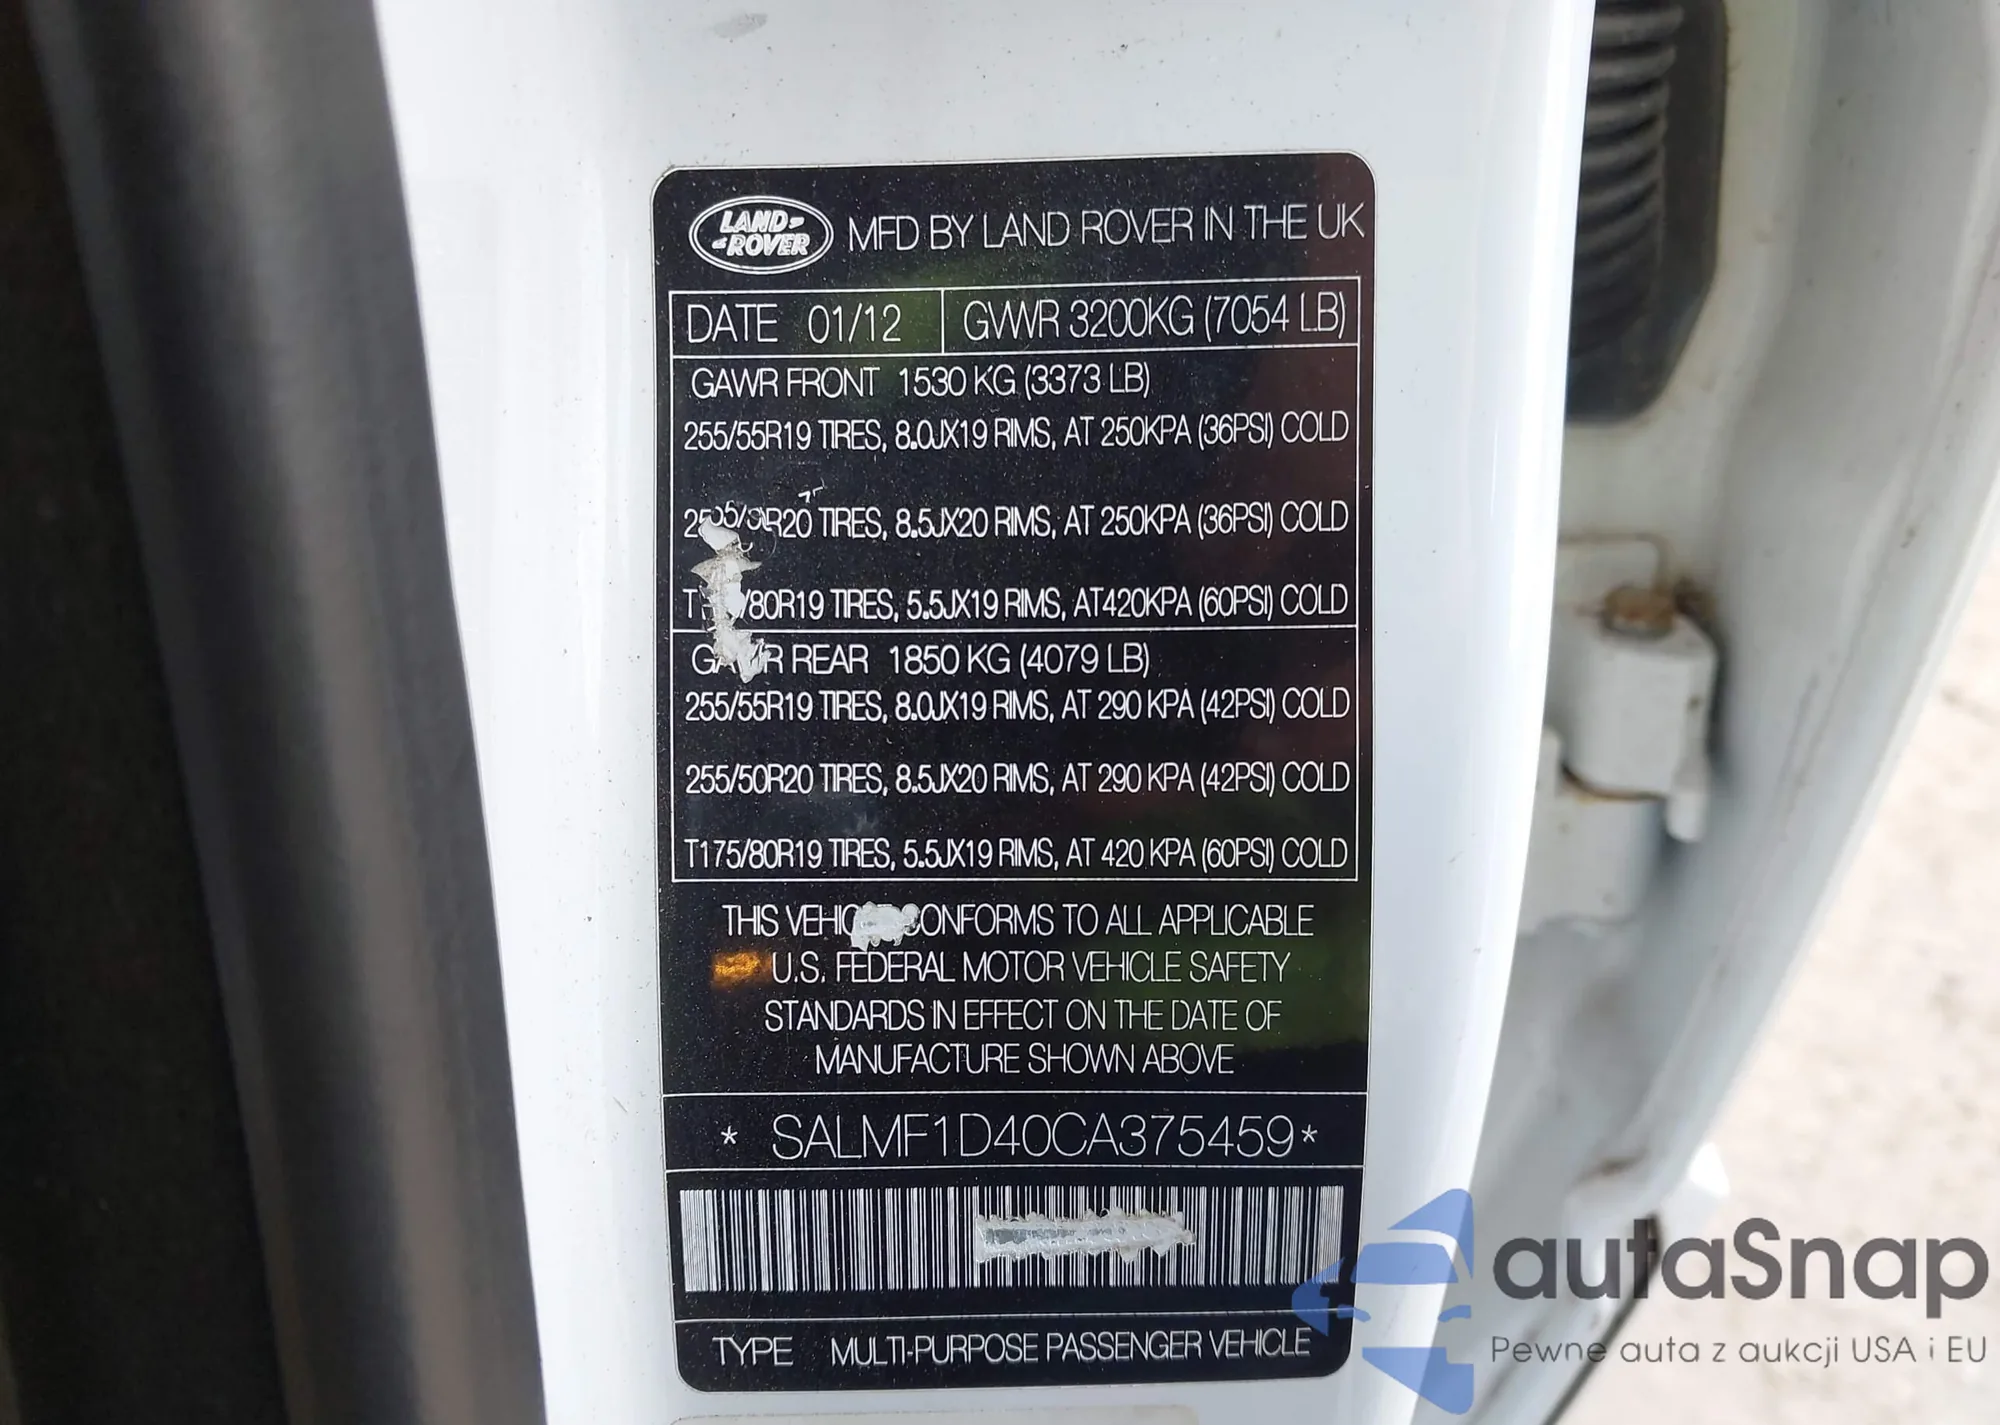 LAND ROVER
MFD BY LAND ROVER IN THE UK
DATE 01/12 GVWR 3200KG (7054 LB)
GAWR FRONT 1530 KG (3373 LB)
255/55R19 TIRES, 8.0JX19 RIMS, AT 250KPA (36PSI) COLD
TIRES, 8.5JX20 RIMS, AT 250KPA (36PSI) COLD
TIRES, 5.5JX19 RIMS, AT420KPA (60PSI) COLD
REAR 1850 KG (4079 LB)
255/55R19 TIRES, 8.0JX19 RIMS, AT 290 KPA (42PSI) COLD
255/50R20 TIRES, 8.5JX20 RIMS, AT 290 KPA (42PSI) COLD
T175/80R19 TIRES, 5.5JX19 RIMS, AT 420 KPA (60PSI) COLD
THIS VEHICLE CONFORMS TO ALL APPLICABLE
U.S. FEDERAL MOTOR VEHICLE SAFETY
STANDARDS IN EFFECT ON THE DATE OF
MANUFACTURE SHOWN ABOVE
* SALMF1D40CA375459 *
TYPE MULTI-PURPOSE PASSENGER VEHICLE
autaSnap
Pewne auta z aukcji USA i EU